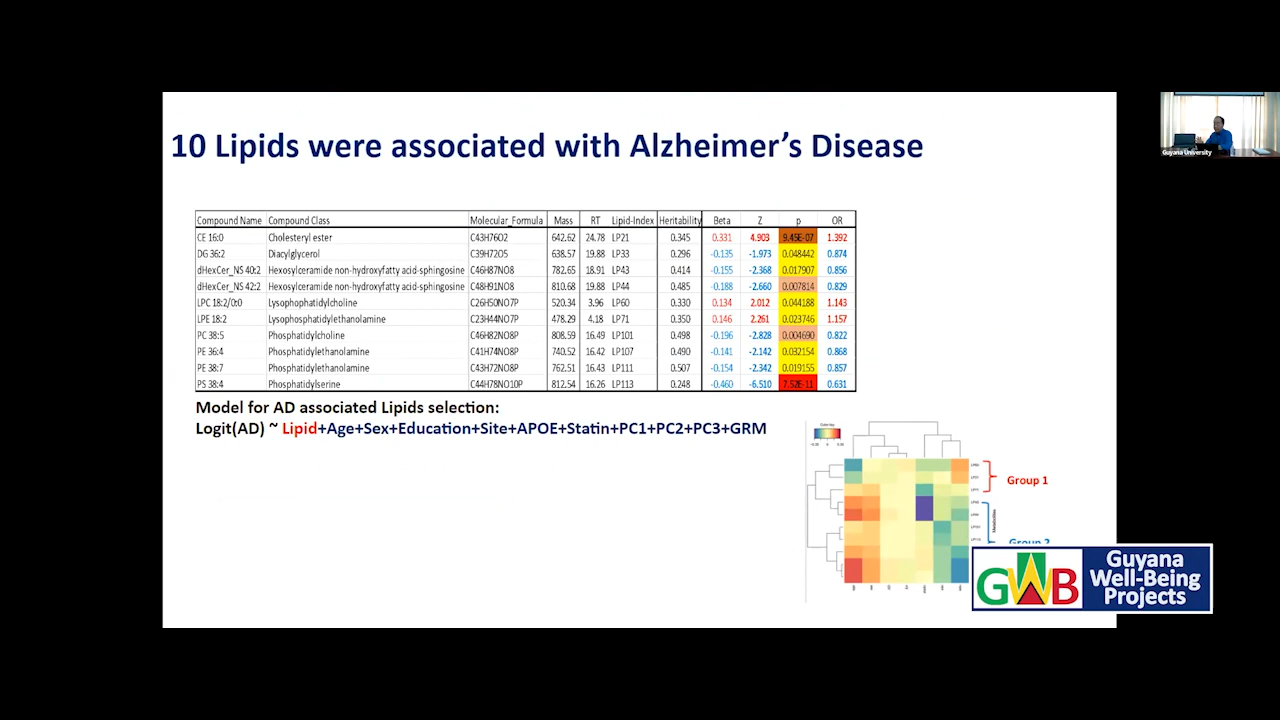 10 Lipids were associated with Alzheimer's Disease
Guyana University
Compound Name Compound Class Molecular_Formula Mass RT Lipid-Index Heritability Beta Z p OR
CE 16:0 Cholesteryl ester C43H76O2 642.62 24.78 LP21 0.345 0.331 4.903 9.45E-07 1.392
DG 36:2 Diacylglycerol C39H72O5 638.57 19.88 LP33 0.296 -0.135 -1.973 0.048442 0.874
dHexCer_NS 40:2 Hexosylceramide non-hydroxyfatty acid-sphingosine C46H87NO8 782.65 18.91 LP43 0.414 -0.155 -2.368 0.017907 0.856
dHexCer_NS 42:2 Hexosylceramide non-hydroxyfatty acid-sphingosine C48H91NO8 810.68 19.88 LP44 0.485 -0.188 -2.660 0.007814 0.829
LPC 18:2/0:0 Lysophophatidylcholine C26H50NO7P 520.34 3.96 LP60 0.330 0.134 2.012 0.044188 1.143
LPE 18:2 Lysophosphatidylethanolamine C23H44NO7P 478.29 4.18 LP71 0.350 0.146 2.261 0.023746 1.157
PC 38:5 Phosphatidylcholine C46H82NO8P 808.59 16.49 LP101 0.498 -0.196 -2.828 0.004690 0.822
PE 36:4 Phosphatidylethanolamine C41H74NO8P 740.52 16.42 LP107 0.490 -0.141 -2.142 0.032154 0.868
PE 38:7 Phosphatidylethanolamine C43H72NO8P 762.51 16.43 LP111 0.507 -0.154 -2.342 0.019155 0.857
PS 38:4 Phosphatidylserine C44H78NO10P 812.54 16.26 LP113 0.248 -0.460 -6.510 7.52E-11 0.631
Model for AD associated Lipids selection:
Logit(AD) ~ Lipid+Age+Sex+Education+Site+APOE+Statin+PC1+PC2+PC3+GRM
Group 1
Group 2
GWB
Guyana
Well-Being
Projects